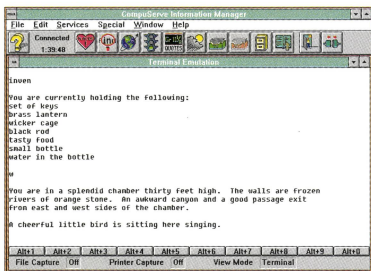 CompuServe Information Manager
File Edit Services Special Window Help
Connected
1:39:48
Find
QUOTES
Terminal Emulation
inven
You are currently holding the following:
set of keys
brass lantern
wicker cage
black rod
tasty food
small bottle
water in the bottle
w
You are in a splendid chamber thirty feet high. The walls are frozen
rivers of orange stone. An awkward canyon and a good passage exit
from east and west sides of the chamber.
A cheerful little bird is sitting here singing.
Alt+1 Alt+2 Alt+3 Alt+4 Alt+5 Alt+6 Alt+7 Alt+8 Alt+9 Alt+0
File Capture Off Printer Capture Off View Mode Terminal